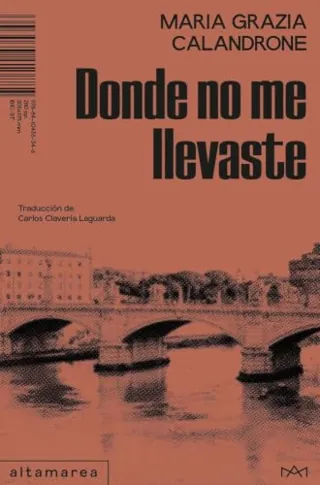 MARIA GRAZIA
CALANDRONE
Donde no me
llevaste
Traducción de
Carlos Clavería Laguarda
altamarea